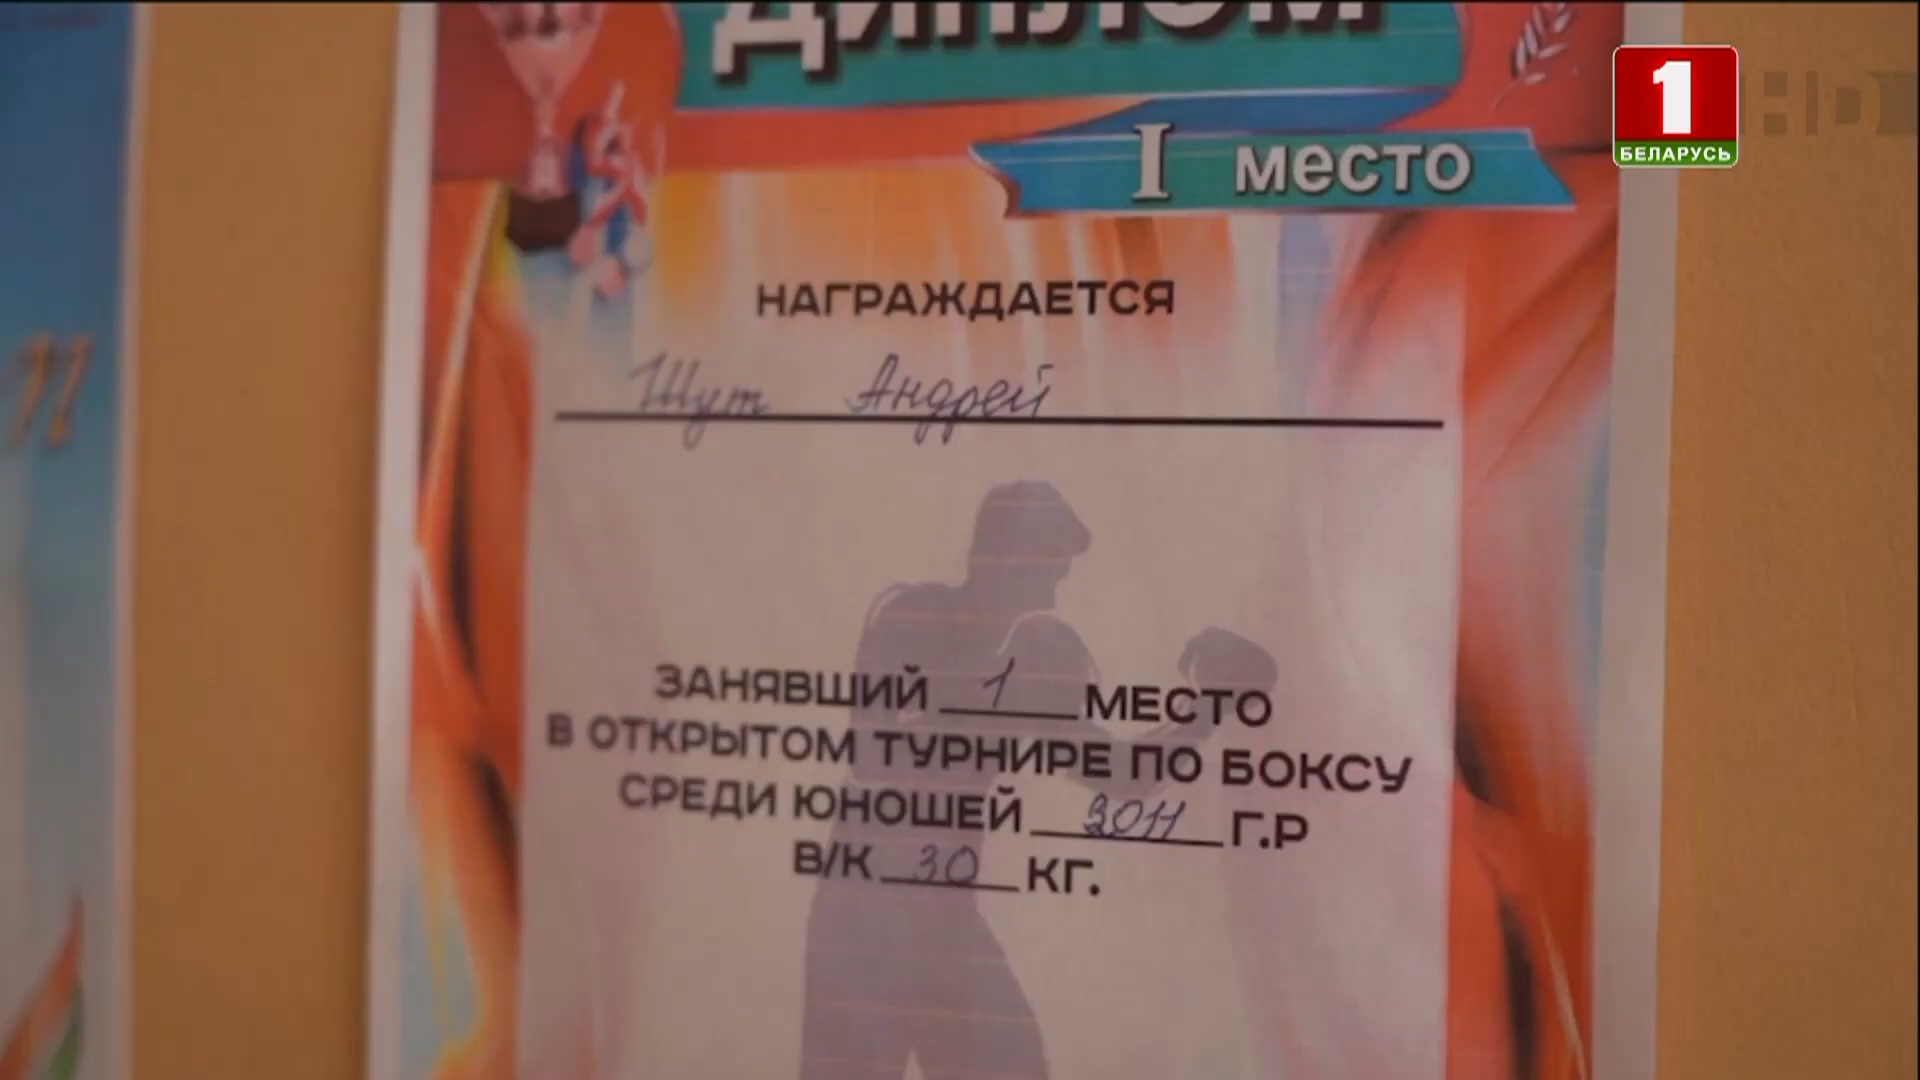 ДИПЛОМ
I место
1
БЕЛАРУСЬ
HD
НАГРАЖДАЕТСЯ
Шут Андрей
ЗАНЯВШИЙ 1 МЕСТО
В ОТКРЫТОМ ТУРНИРЕ ПО БОКСУ
СРЕДИ ЮНОШЕЙ 2011 Г.Р
В/К 30 КГ.